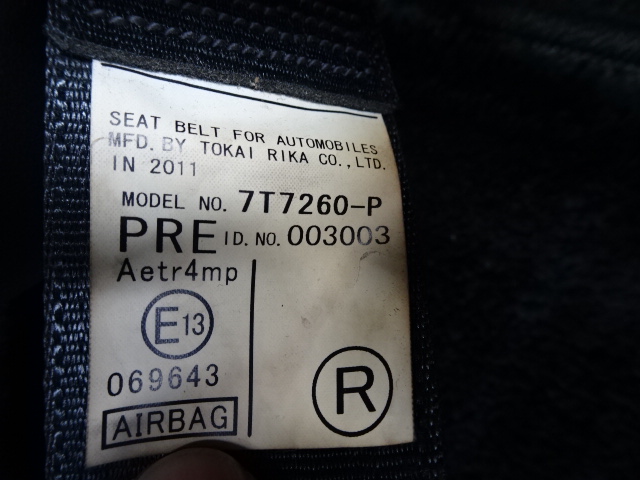 SEAT BELT FOR AUTOMOBILES
MFD. BY TOKAI RIKA CO., LTD.
IN 2011
MODEL NO. 7T7260-P
PRE ID. NO. 003003
Aetr4mp
E13
069643
AIRBAG
R